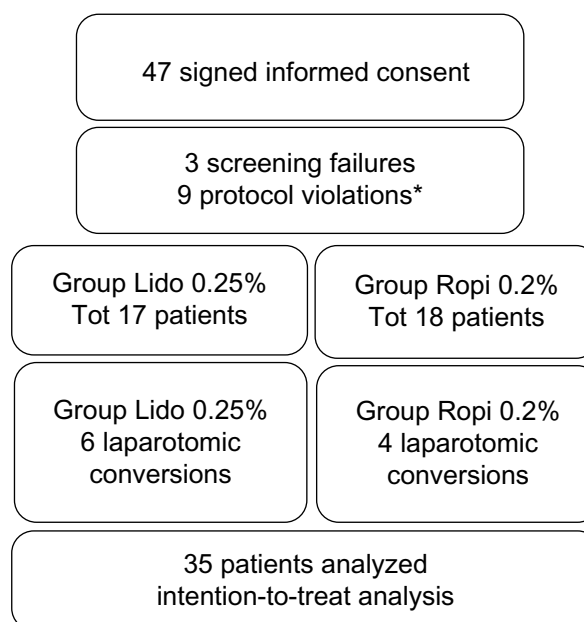 47 signed informed consent
3 screening failures
9 protocol violations*
Group Lido 0.25%
Tot 17 patients
Group Ropi 0.2%
Tot 18 patients
Group Lido 0.25%
6 laparotomic
conversions
Group Ropi 0.2%
4 laparotomic
conversions
35 patients analyzed
intention-to-treat analysis